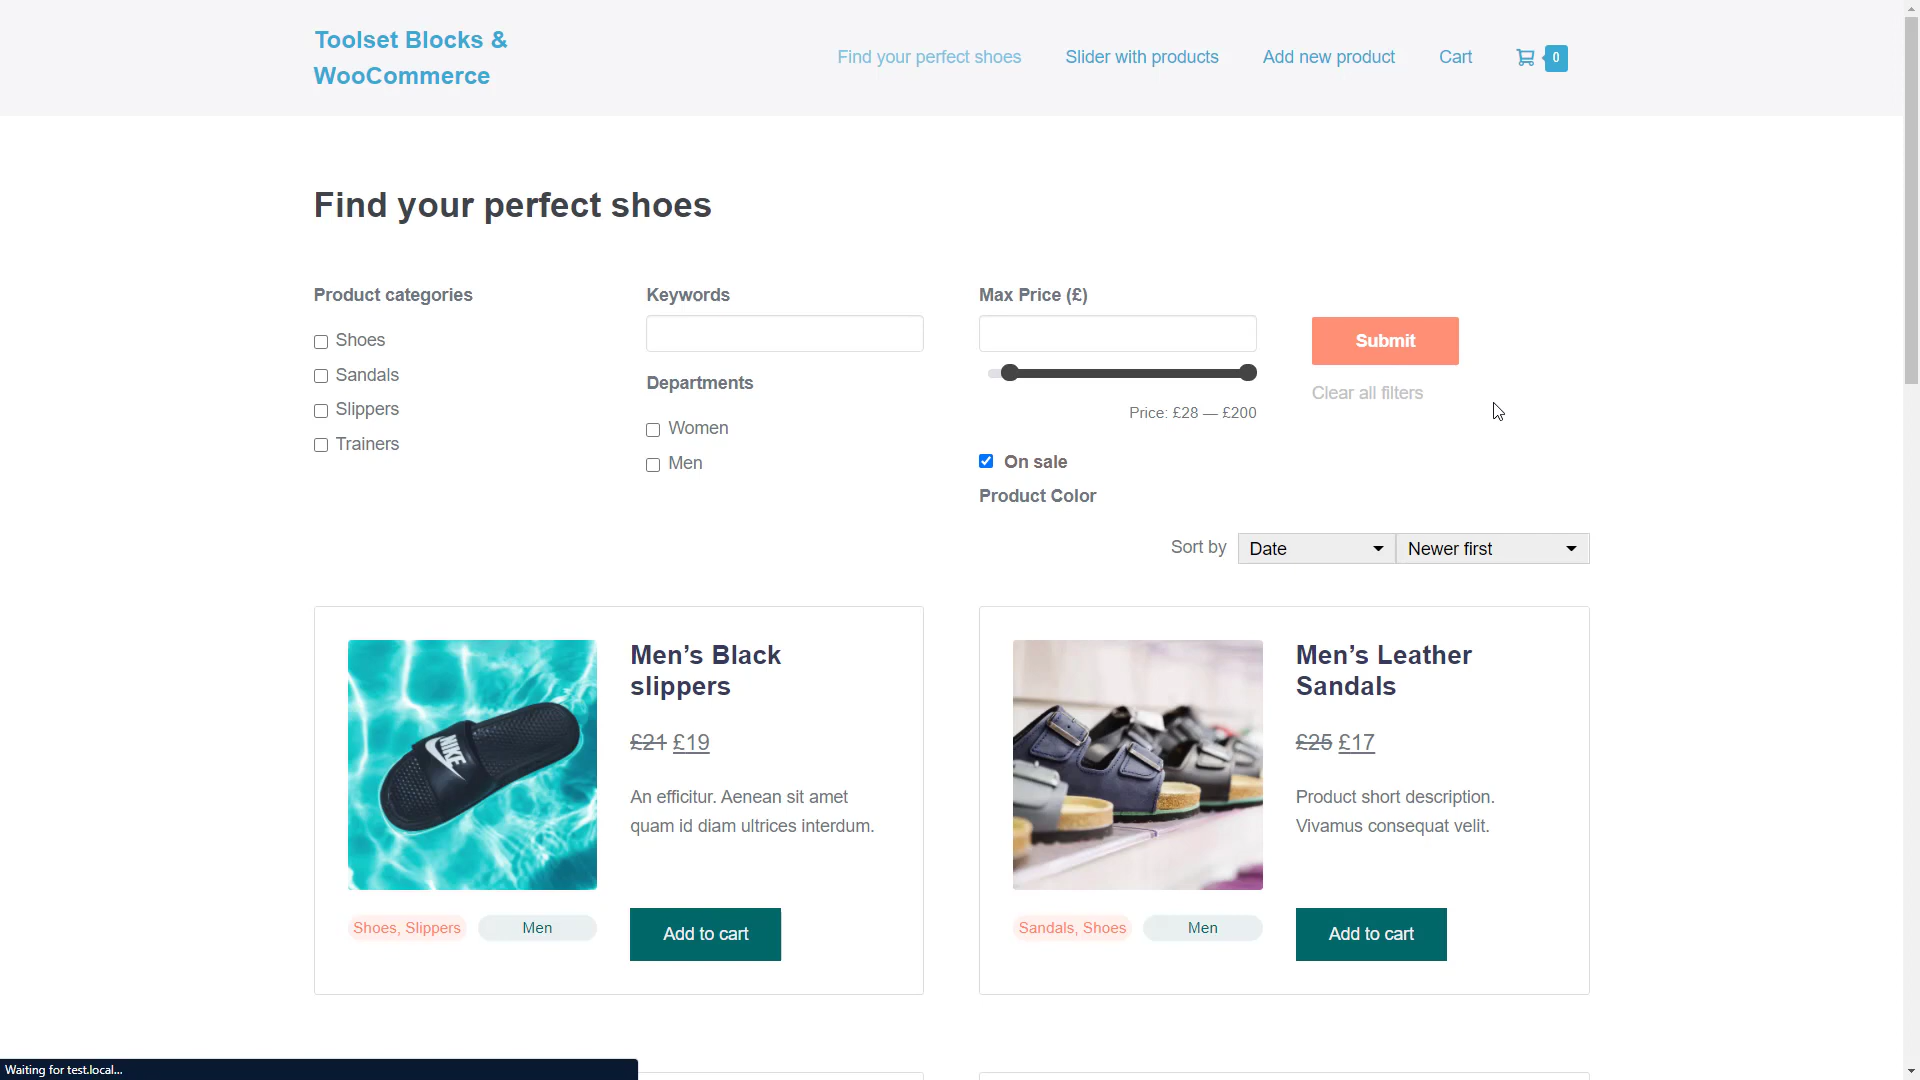 Toolset Blocks &
WooCommerce
Find your perfect shoes
Slider with products
Add new product
Cart
0
Find your perfect shoes
Product categories
Shoes
Sandals
Slippers
Trainers
Keywords
Departments
Women
Men
Max Price (£)
Price: £28 — £200
On sale
Product Color
Submit
Clear all filters
Sort by
Date
Newer first
Men’s Black
slippers
£21 £19
An efficitur. Aenean sit amet
quam id diam ultrices interdum.
NIKE
Shoes, Slippers
Men
Add to cart
Men’s Leather
Sandals
£25 £17
Product short description.
Vivamus consequat velit.
Sandals, Shoes
Men
Add to cart
Waiting for test.local...